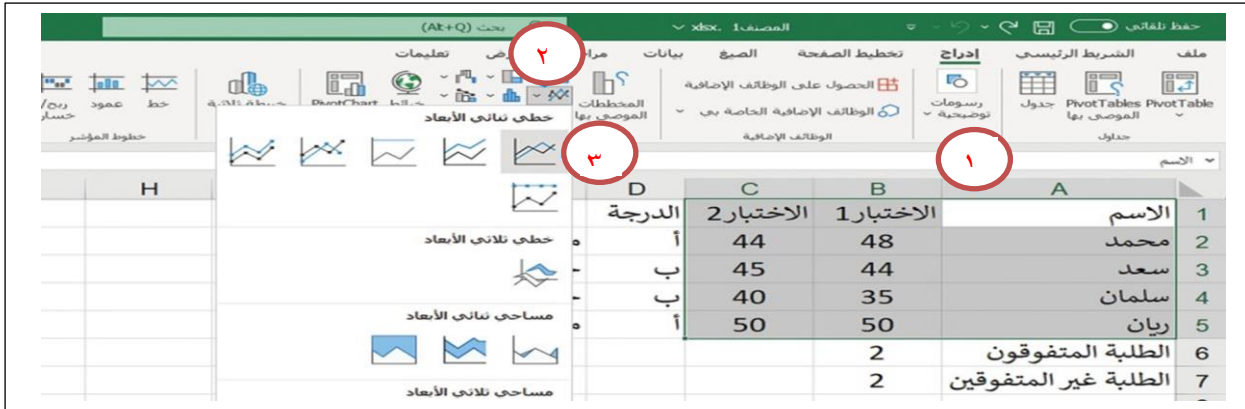 حفظ تلقائي
المصنف1 .xlsx
بحث (Alt+Q)
ملف الشريط الرئيسي إدراج تخطيط الصفحة الصيغ بيانات تعليمات
٢
PivotTable
PivotTables الموصى بها
جدول
جداول
رسومات توضيحية
الحصول على الوظائف الإضافية
الوظائف الإضافية الخاصة بي
الوظائف الإضافية
المخططات الموصى بها
خرائط
PivotChart
خط
عمود
ربح/
خطوط المؤشر
خطي ثنائي الأبعاد
١
٣
الاسم
A B C D H
1 الاسم الاختبار1 الاختبار2 الدرجة
2 محمد 48 44 أ
3 سعد 44 45 ب
4 سلمان 35 40 ب
5 ريان 50 50 أ
6 الطلبة المتفوقون 2
7 الطلبة غير المتفوقين 2
خطي ثلاثي الأبعاد
مساحي ثنائي الأبعاد
مساحي ثلاثي الأبعاد